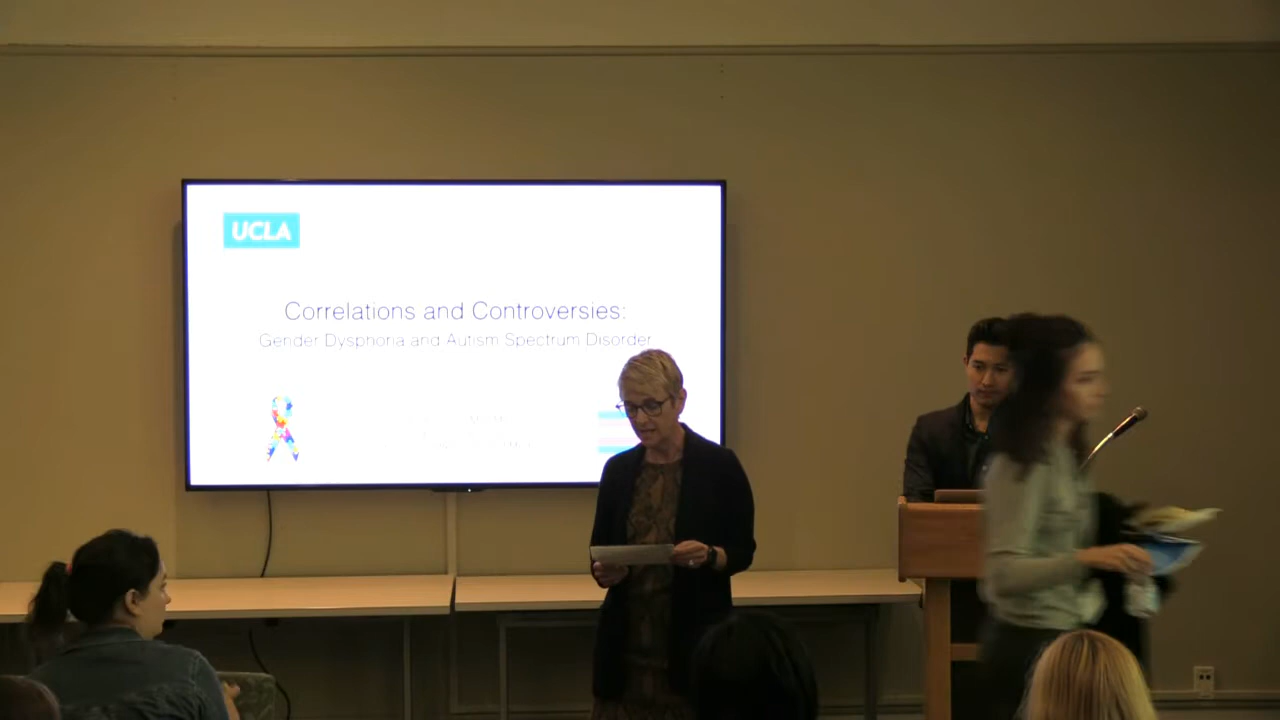 UCLA
Correlations and Controversies:
Gender Dysphoria and Autism Spectrum Disorder